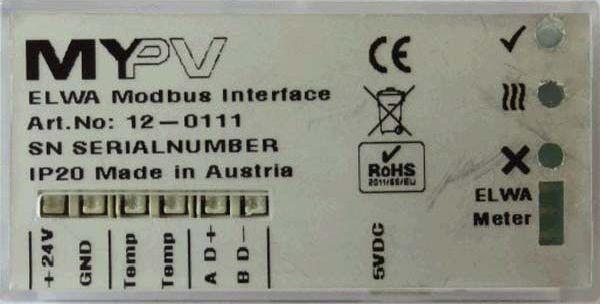 MYPV
ELWA Modbus Interface
Art.No: 12-0111
SN SERIALNUMBER
IP20 Made in Austria
+24V
GND
Temp
Temp
A D+
B D-
CE
RoHS
2011/65/EU
5VDC
ELWA
Meter